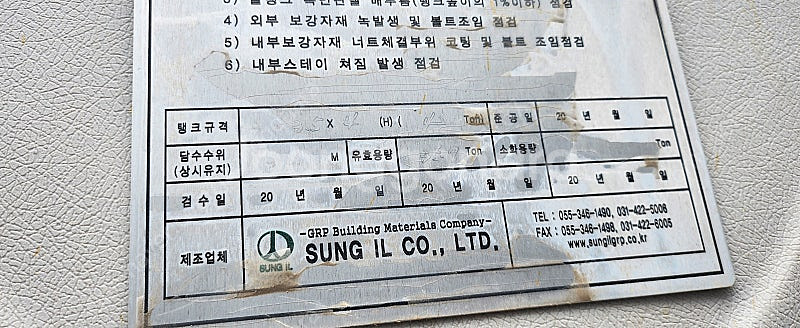 4) 외부 보강자재 녹발생 및 볼트조임 점검
5) 내부보강자재 너트체결부위 코팅 및 볼트 조임점검
6) 내부스테이 쳐짐 발생 점검
탱크규격 X (H) ( Ton) 준공일 20 년 월 일
담수수위 (상시유지) M 유효용량 Ton 소화용량 Ton
검수일 20 년 월 일 20 년 월 일 20 년 월 일
제조업체
SUNG IL
-GRP Building Materials Company-
SUNG IL CO., LTD.
TEL : 055-346-1490, 031-422-5006
FAX : 055-346-1498, 031-422-6005
www.sungilgrp.co.kr